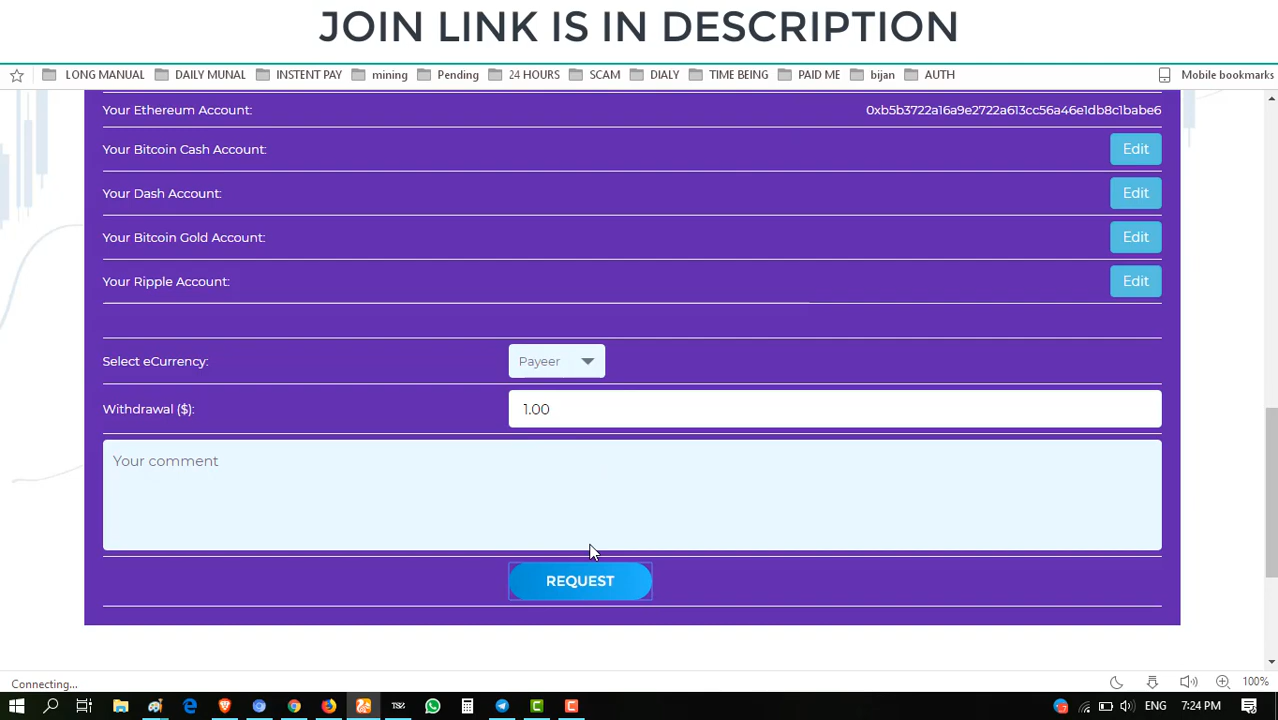 JOIN LINK IS IN DESCRIPTION
LONG MANUAL DAILY MUNAL INSTENT PAY mining Pending 24 HOURS SCAM DIALY TIME BEING PAID ME bijan AUTH Mobile bookmarks
Your Ethereum Account: 0xb5b3722a16a9e2722a613cc56a46e1db8c1babe6
Your Bitcoin Cash Account: Edit
Your Dash Account: Edit
Your Bitcoin Gold Account: Edit
Your Ripple Account: Edit
Select eCurrency: Payeer
Withdrawal ($): 1.00
Your comment
REQUEST
Connecting... 100%
ENG 7:24 PM